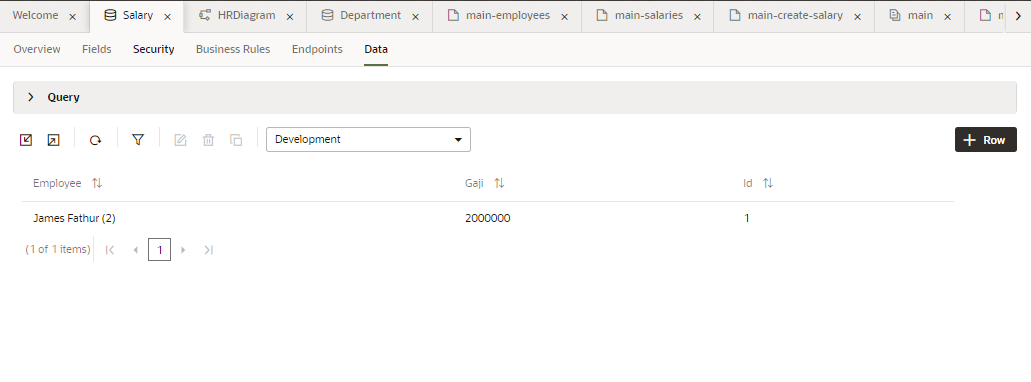 Welcome × Salary × HRDiagram × Department × main-employees × main-salaries × main-create-salary × main ×
Overview Fields Security Business Rules Endpoints Data
Query
Development + Row
Employee Gaji Id
James Fathur (2) 2000000 1
(1 of 1 items) 1